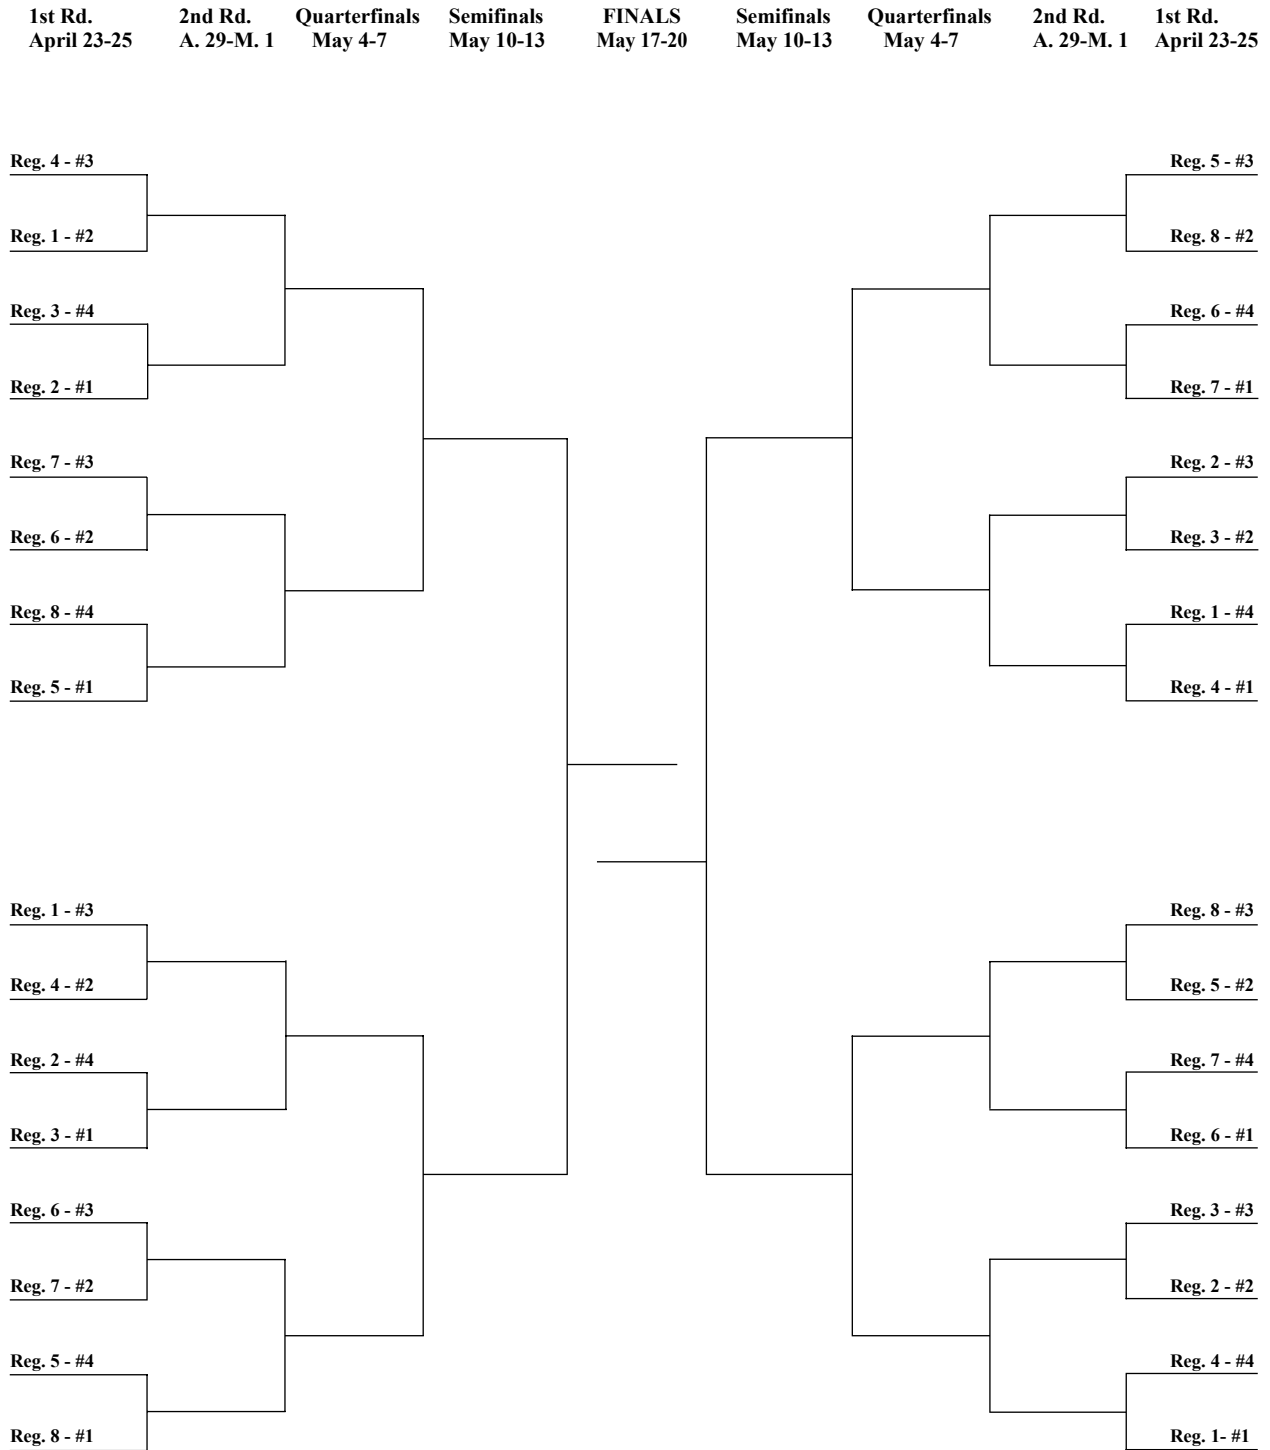 1st Rd. 2nd Rd. Quarterfinals Semifinals FINALS Semifinals Quarterfinals 2nd Rd. 1st Rd.
April 23-25 A. 29-M. 1 May 4-7 May 10-13 May 17-20 May 10-13 May 4-7 A. 29-M. 1 April 23-25
Reg. 4 - #3 Reg. 5 - #3
Reg. 1 - #2 Reg. 8 - #2
Reg. 3 - #4 Reg. 6 - #4
Reg. 2 - #1 Reg. 7 - #1
Reg. 7 - #3 Reg. 2 - #3
Reg. 6 - #2 Reg. 3 - #2
Reg. 8 - #4 Reg. 1 - #4
Reg. 5 - #1 Reg. 4 - #1
Reg. 1 - #3 Reg. 8 - #3
Reg. 4 - #2 Reg. 5 - #2
Reg. 2 - #4 Reg. 7 - #4
Reg. 3 - #1 Reg. 6 - #1
Reg. 6 - #3 Reg. 3 - #3
Reg. 7 - #2 Reg. 2 - #2
Reg. 5 - #4 Reg. 4 - #4
Reg. 8 - #1 Reg. 1- #1